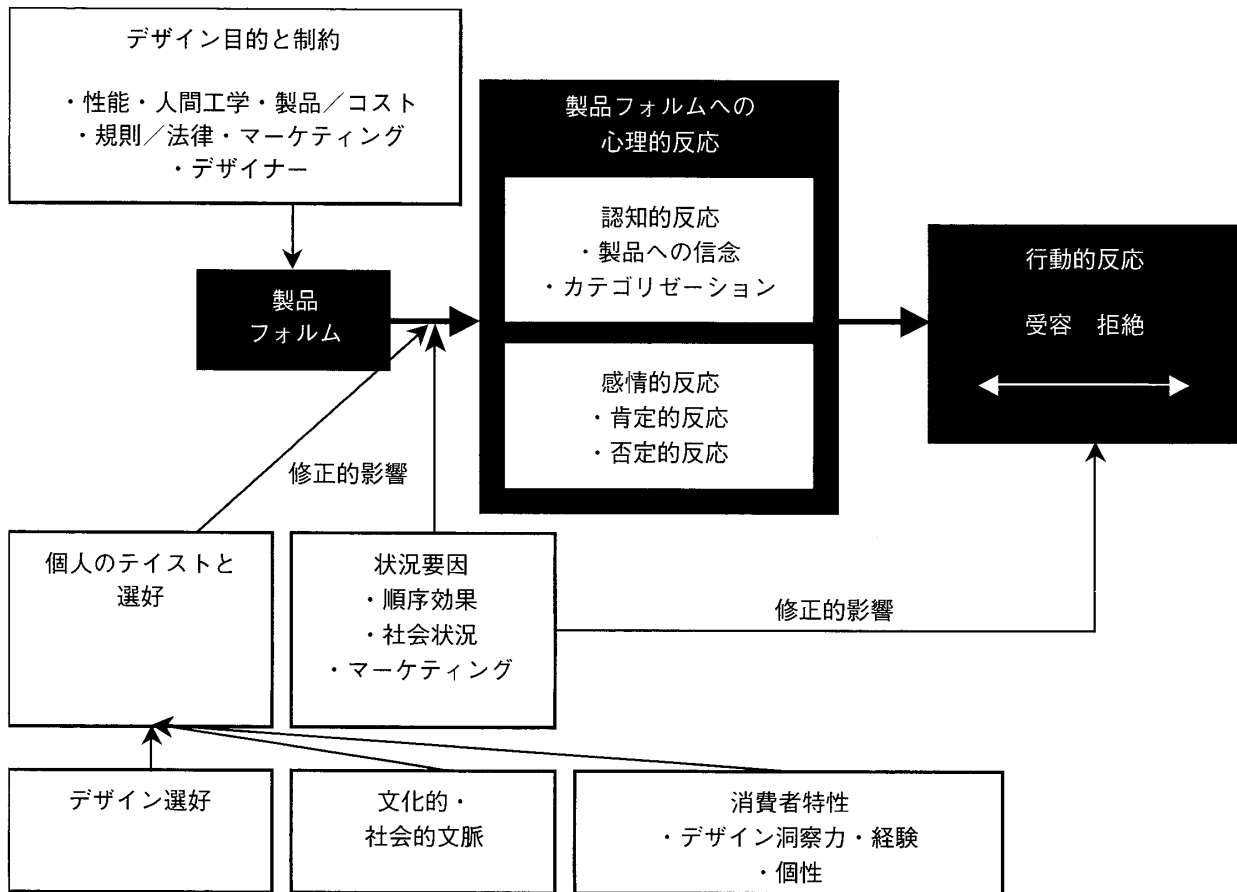 デザイン目的と制約
・性能・人間工学・製品／コスト
・規則／法律・マーケティング
・デザイナー
製品フォルムへの
心理的反応
認知的反応
・製品への信念
・カテゴリゼーション
行動的反応
受容　拒絶
製品
フォルム
感情的反応
・肯定的反応
・否定的反応
修正的影響
個人のテイストと
選好
状況要因
・順序効果
・社会状況
・マーケティング
修正的影響
デザイン選好
文化的・
社会的文脈
消費者特性
・デザイン洞察力・経験
・個性